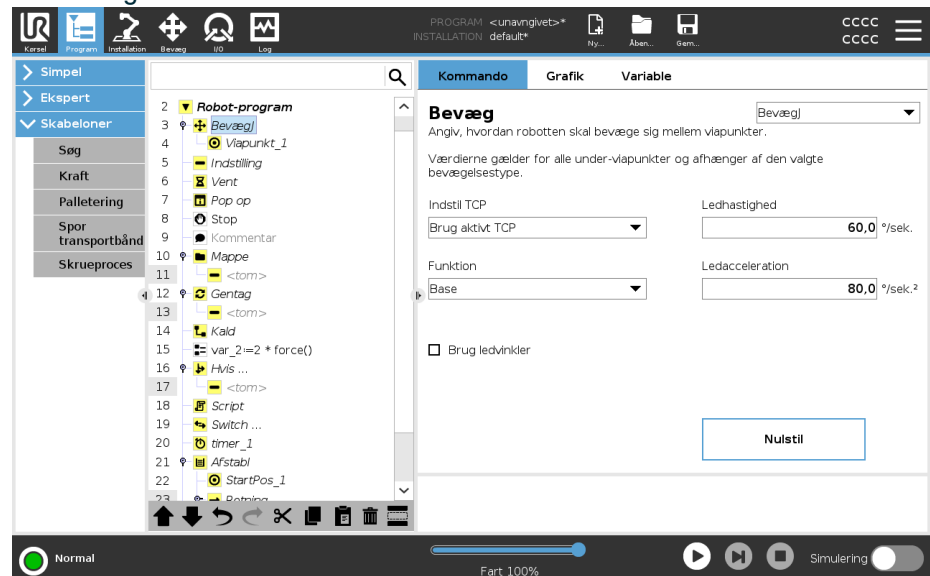 PROGRAM <unavngivet>*
INSTALLATION default*
Kørsel
Program
Installation
Bevæg
I/O
Log
Ny...
Åben...
Gem...
cccc
cccc
Simpel
Ekspert
Skabeloner
Søg
Kraft
Palletering
Spor
transportbånd
Skrueproces
2 Robot-program
3 BevægJ
4 Viapunkt_1
5 Indstilling
6 Vent
7 Pop op
8 Stop
9 Kommentar
10 Mappe
11 <tom>
12 Gentag
13 <tom>
14 Kald
15 var_2:=2 * force()
16 Hvis ...
17 <tom>
18 Script
19 Switch ...
20 timer_1
21 Afstabl
22 StartPos_1
23 Retning
Kommando Grafik Variable
Bevæg
BevægJ
Angiv, hvordan robotten skal bevæge sig mellem viapunkter.
Værdierne gælder for alle under-viapunkter og afhænger af den valgte
bevægelsestype.
Indstil TCP
Brug aktivt TCP
Ledhastighed
60,0 °/sek.
Funktion
Base
Ledacceleration
80,0 °/sek.²
Brug ledvinkler
Nulstil
Normal
Fart 100%
Simulering